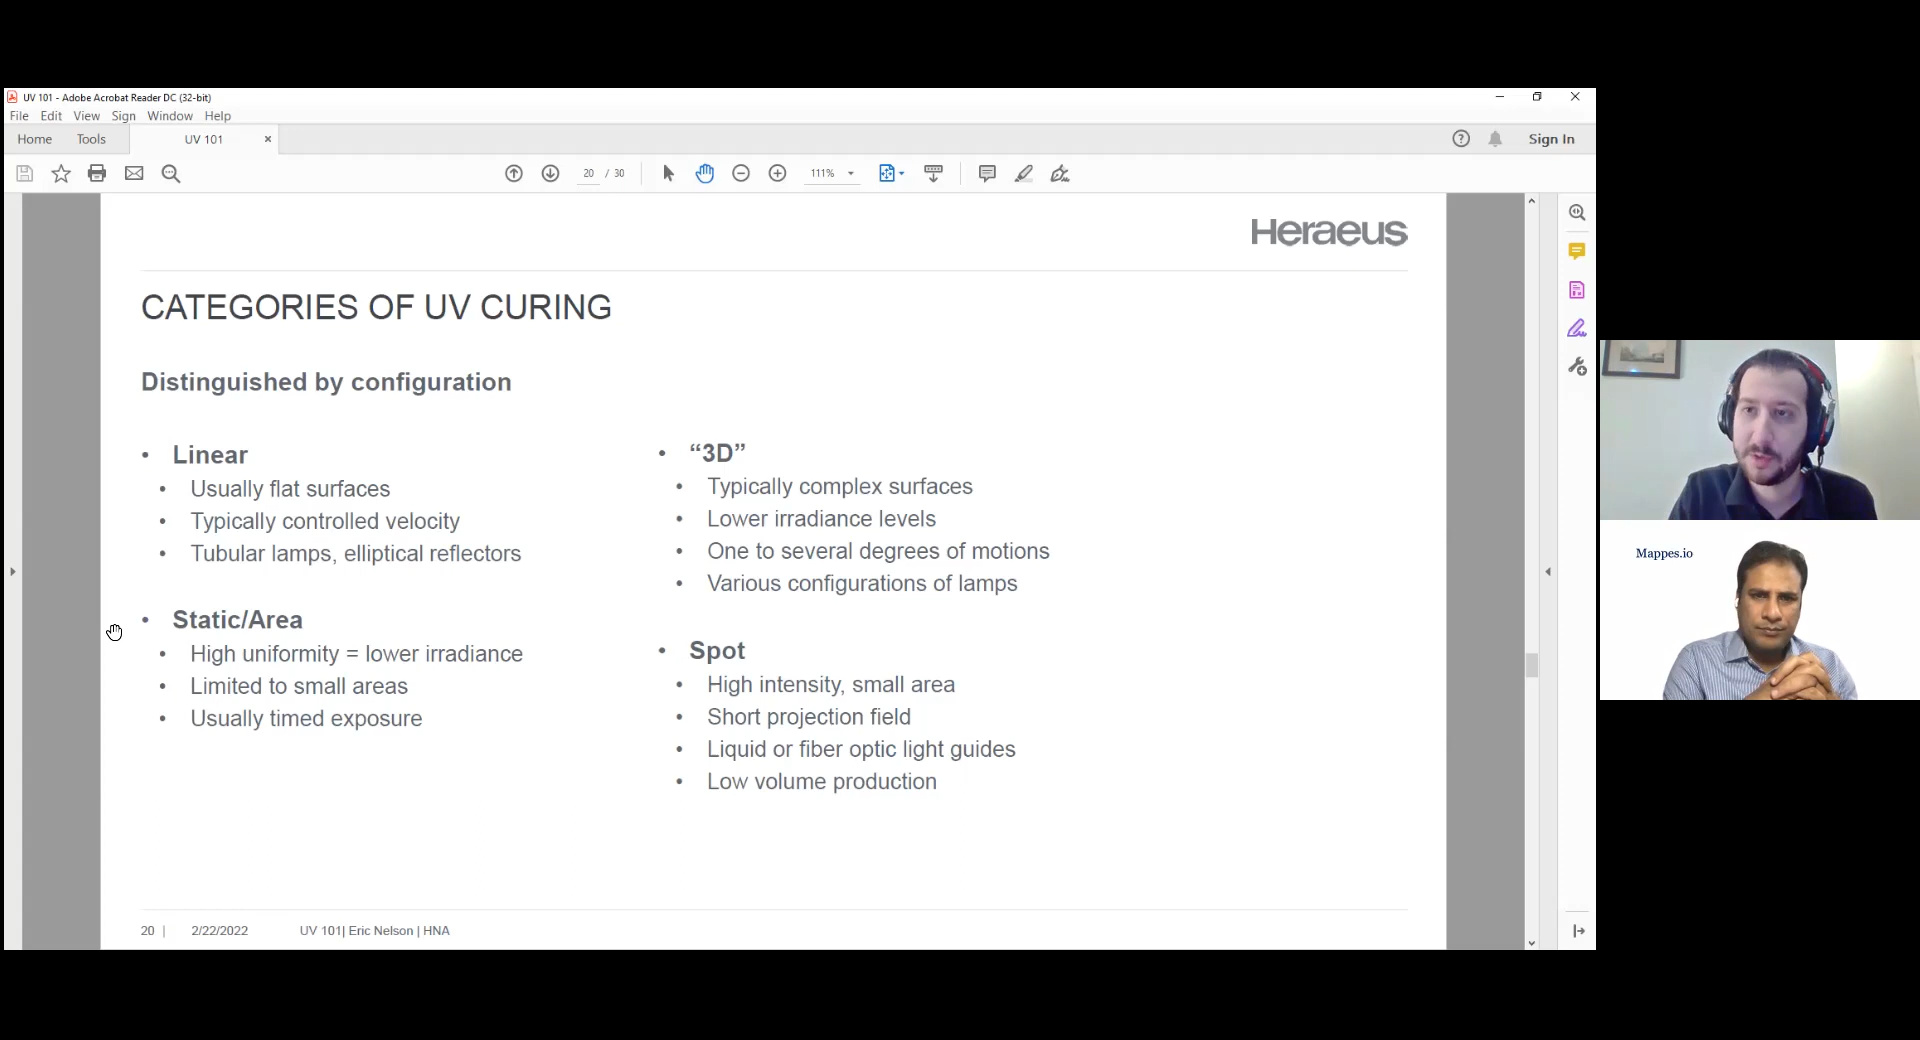 UV 101 - Adobe Acrobat Reader DC (32-bit)
File Edit View Sign Window Help
Home Tools UV 101 Sign In
20 / 30 111%
Heraeus
CATEGORIES OF UV CURING
Distinguished by configuration
• Linear
• Usually flat surfaces
• Typically controlled velocity
• Tubular lamps, elliptical reflectors
• Static/Area
• High uniformity = lower irradiance
• Limited to small areas
• Usually timed exposure
• “3D”
• Typically complex surfaces
• Lower irradiance levels
• One to several degrees of motions
• Various configurations of lamps
• Spot
• High intensity, small area
• Short projection field
• Liquid or fiber optic light guides
• Low volume production
20 | 2/22/2022 UV 101| Eric Nelson | HNA
Mappes.io